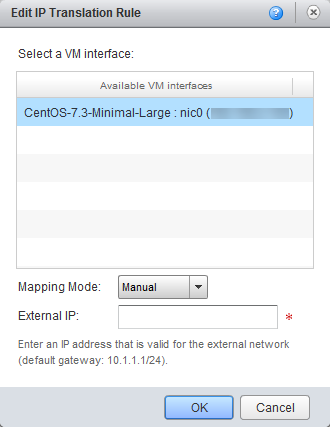 Edit IP Translation Rule
Select a VM interface:
Available VM interfaces
CentOS-7.3-Minimal-Large : nic0 ( )
Mapping Mode: Manual
External IP: *
Enter an IP address that is valid for the external network
(default gateway: 10.1.1.1/24).
OK Cancel